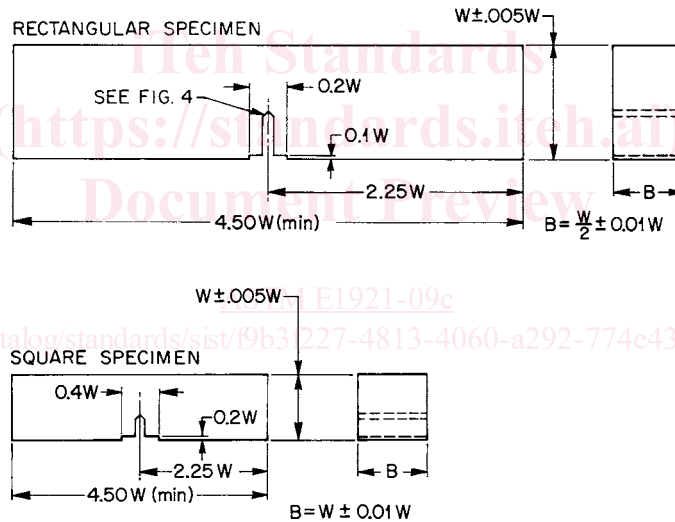 RECTANGULAR SPECIMEN
W±.005W
iTeh Standards
SEE FIG. 4
0.2W
(https://standards.iteh.ai)
0.1W
Document Preview
2.25W
B
4.50W (min)
B= W/2 ± 0.01W
W±.005W
ASTM E1921-09c
SQUARE SPECIMEN
0.4W
0.2W
2.25W
B
4.50W (min)
B=W ± 0.01W